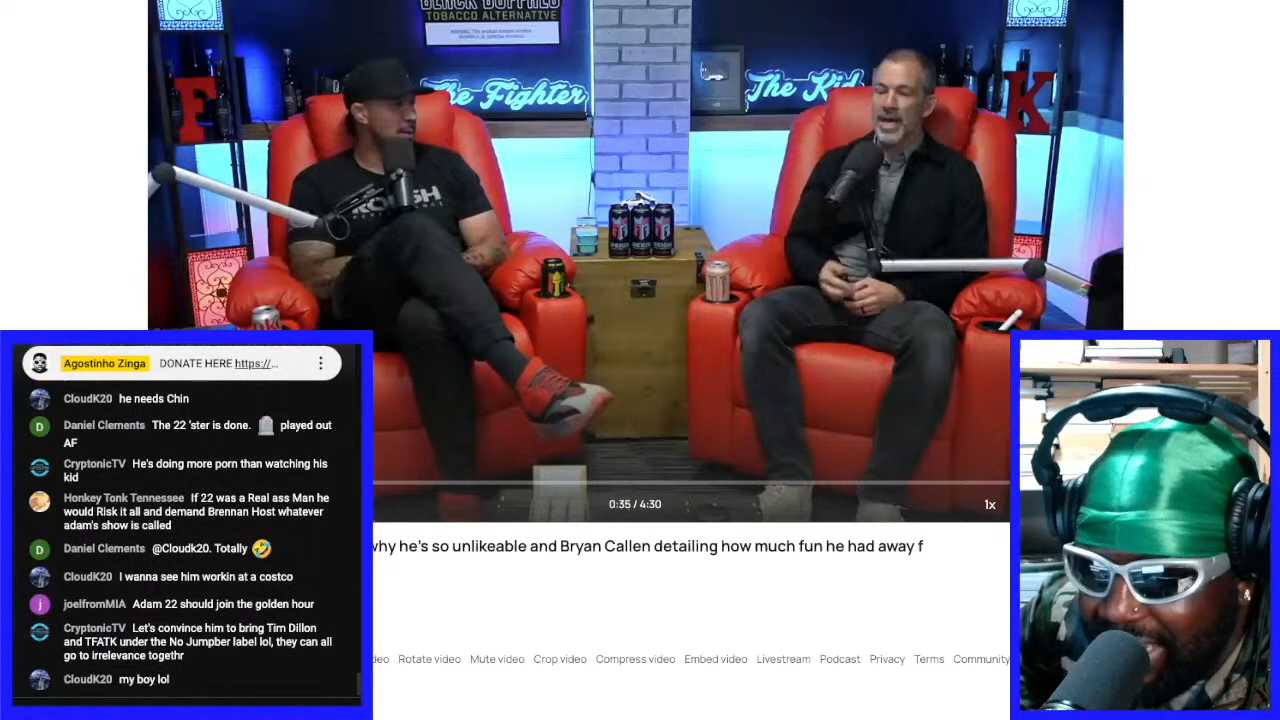 BLACK BUFFALO
TOBACCO ALTERNATIVE
The Fighter
The Kid
F
K
ROUSH
REIGN
0:35 / 4:30
1x
why he's so unlikeable and Bryan Callen detailing how much fun he had away f
Rotate video Mute video Crop video Compress video Embed video Livestream Podcast Privacy Terms Community
Agostinho Zinga DONATE HERE https://...
CloudK20 he needs Chin
Daniel Clements The 22 'ster is done. 🪦 played out
AF
CryptonicTV He's doing more porn than watching his
kid
Honkey Tonk Tennessee If 22 was a Real ass Man he
would Risk it all and demand Brennan Host whatever
adam's show is called
Daniel Clements @Cloudk20. Totally 🤣
CloudK20 I wanna see him workin at a costco
joelfromMIA Adam 22 should join the golden hour
CryptonicTV Let's convince him to bring Tim Dillon
and TFATK under the No Jumpber label lol, they can all
go to irrelevance togethr
CloudK20 my boy lol